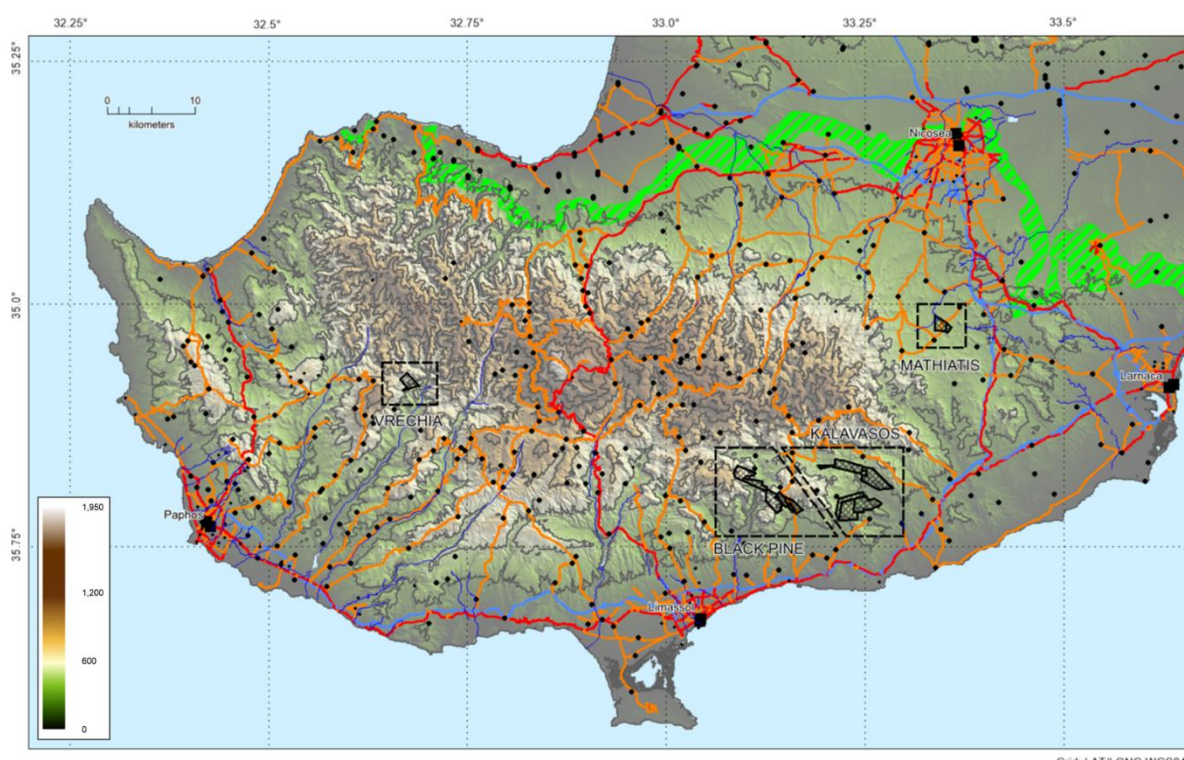 32.25° 32.5° 32.75° 33.0° 33.25° 33.5°
35.25°
0 10
kilometers
Nicosea
35.0°
MATHIATIS
Larnaca
VRECHIA
KALAVASOS
1,950
Paphos
35.75°
BLACK PINE
1,200
Limassol
600
0